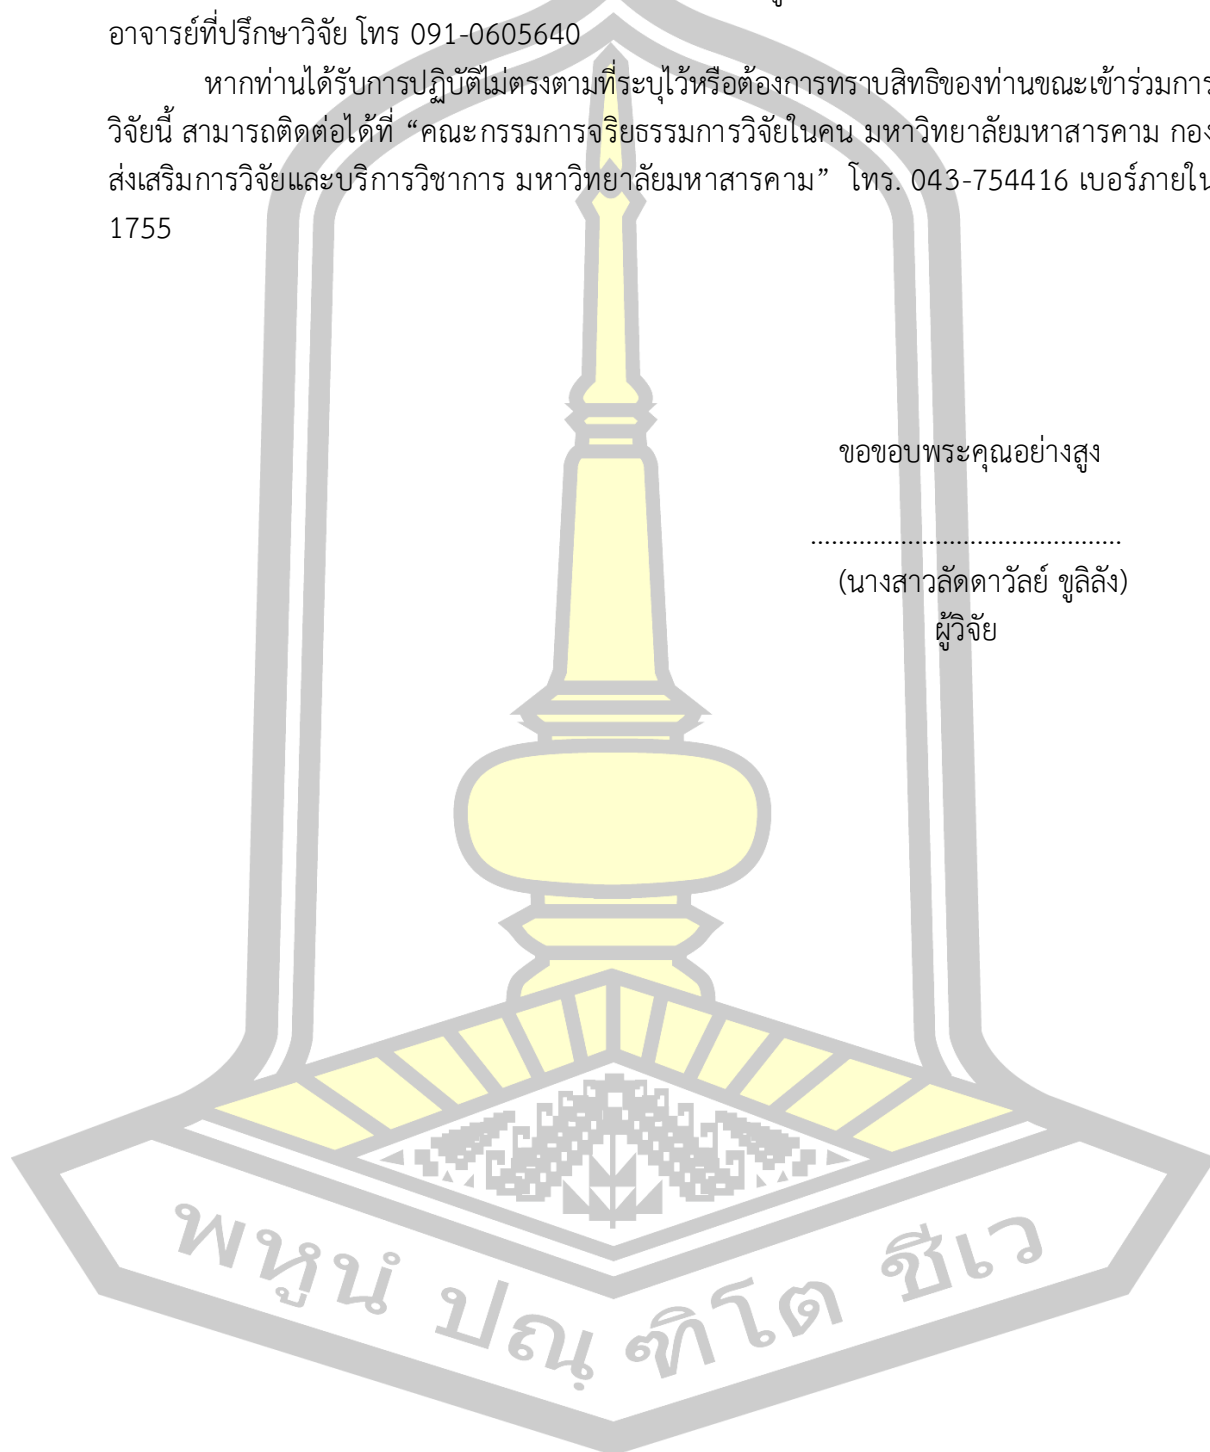 อาจารย์ที่ปรึกษาวิจัย โทร 091-0605640
หากท่านได้รับการปฏิบัติไม่ตรงตามที่ระบุไว้หรือต้องการทราบสิทธิของท่านขณะเข้าร่วมการ
วิจัยนี้ สามารถติดต่อได้ที่ “คณะกรรมการจริยธรรมการวิจัยในคน มหาวิทยาลัยมหาสารคาม กอง
ส่งเสริมการวิจัยและบริการวิชาการ มหาวิทยาลัยมหาสารคาม” โทร. 043-754416 เบอร์ภายใน
1755
ขอขอบพระคุณอย่างสูง
.............................................
(นางสาวลัดดาวัลย์ ขูลิลัง)
ผู้วิจัย
พหูนํ ปณฺฑิโต ชีเว